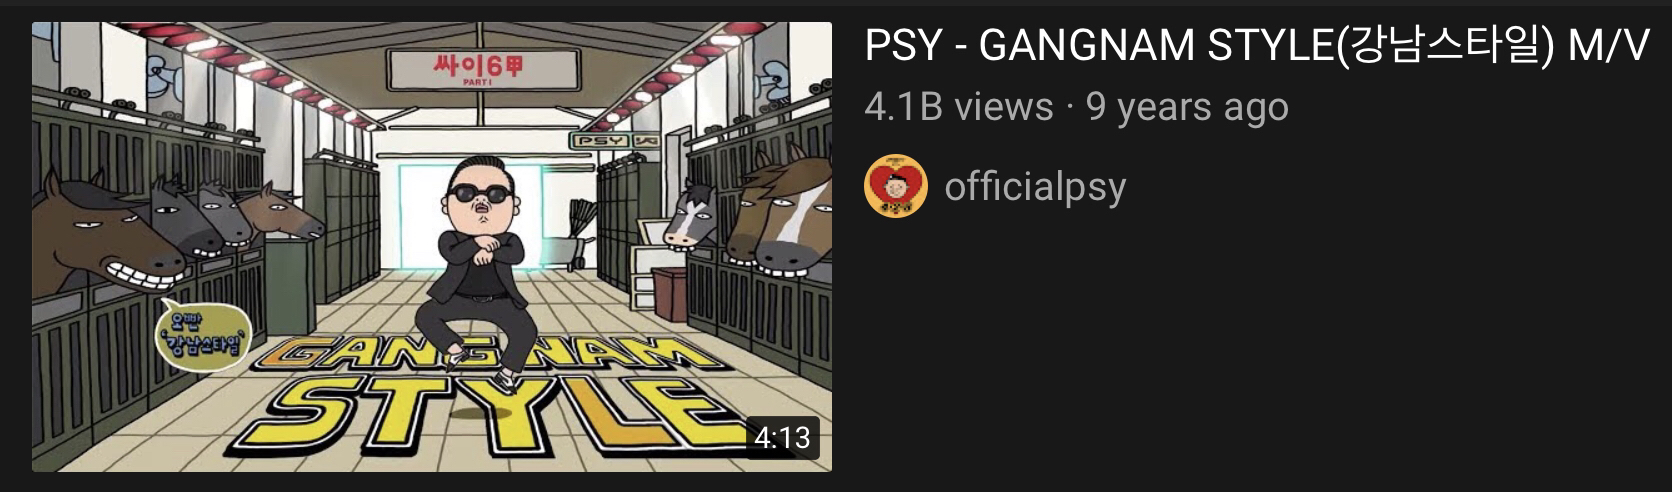 싸이6甲
PART 1
PSY
오빤
'강남스타일'
GANGNAM
STYLE
4:13
PSY - GANGNAM STYLE(강남스타일) M/V
4.1B views · 9 years ago
officialpsy